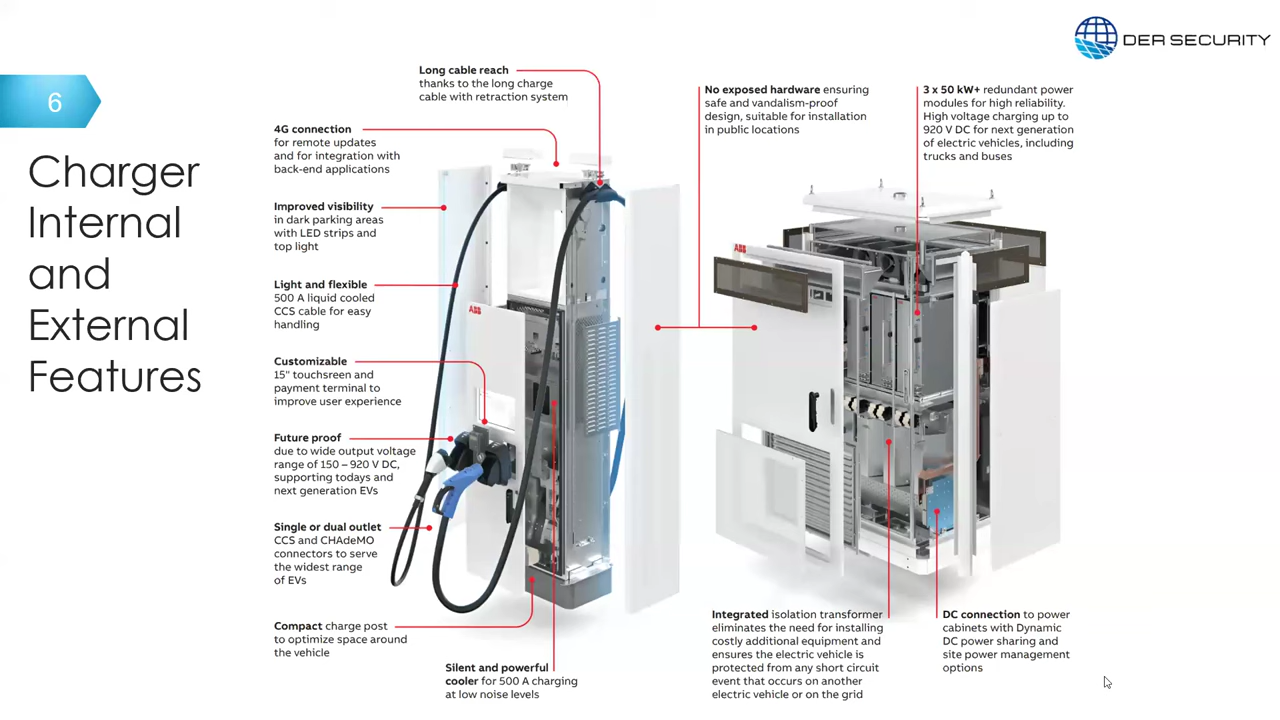 DER SECURITY
6
Charger
Internal
and
External
Features
Long cable reach
thanks to the long charge
cable with retraction system
4G connection
for remote updates
and for integration with
back-end applications
Improved visibility
in dark parking areas
with LED strips and
top light
Light and flexible
500 A liquid cooled
CCS cable for easy
handling
Customizable
15" touchscreen and
payment terminal to
improve user experience
Future proof
due to wide output voltage
range of 150 – 920 V DC,
supporting todays and
next generation EVs
Single or dual outlet
CCS and CHAdeMO
connectors to serve
the widest range
of EVs
Compact charge post
to optimize space around
the vehicle
Silent and powerful
cooler for 500 A charging
at low noise levels
ABB
No exposed hardware ensuring
safe and vandalism-proof
design, suitable for installation
in public locations
3 x 50 kW+ redundant power
modules for high reliability.
High voltage charging up to
920 V DC for next generation
of electric vehicles, including
trucks and buses
ABB
Integrated isolation transformer
eliminates the need for installing
costly additional equipment and
ensures the electric vehicle is
protected from any short circuit
event that occurs on another
electric vehicle or on the grid
DC connection to power
cabinets with Dynamic
DC power sharing and
site power management
options